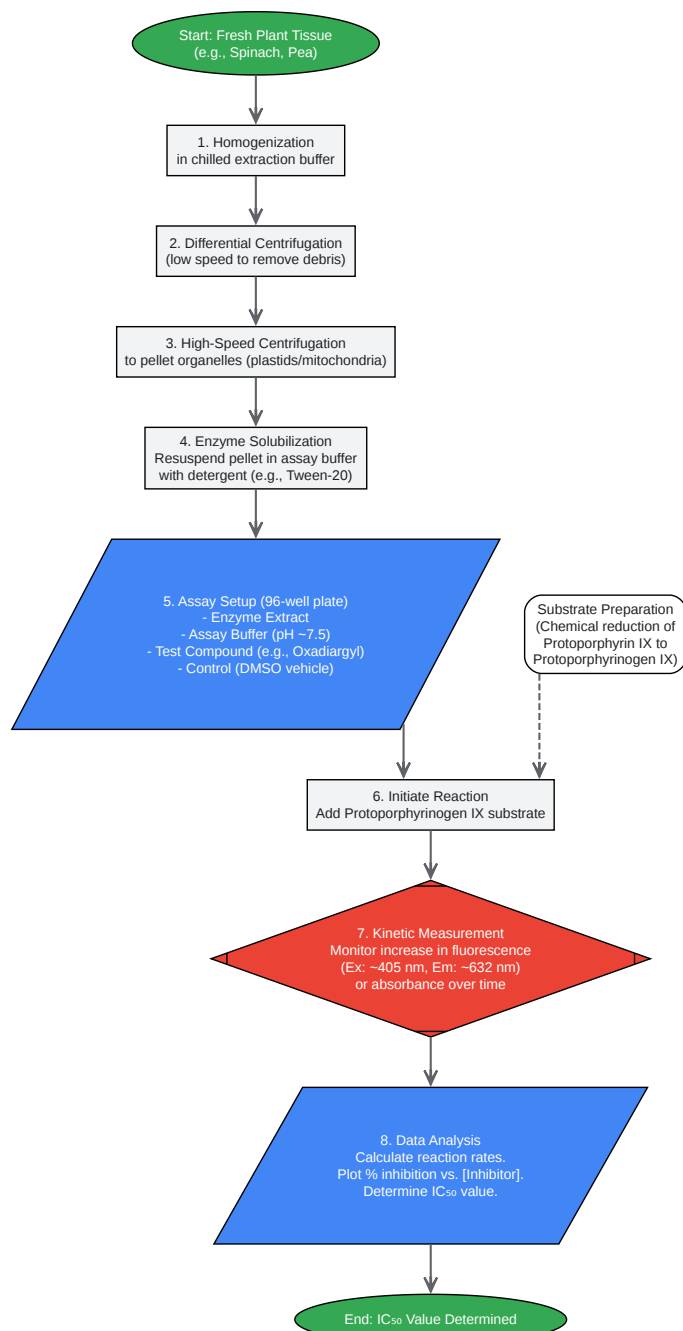 Start: Fresh Plant Tissue
(e.g., Spinach, Pea)
1. Homogenization
in chilled extraction buffer
2. Differential Centrifugation
(low speed to remove debris)
3. High-Speed Centrifugation
to pellet organelles (plastids/mitochondria)
4. Enzyme Solubilization
Resuspend pellet in assay buffer
with detergent (e.g., Tween-20)
5. Assay Setup (96-well plate)
- Enzyme Extract
- Assay Buffer (pH ~7.5)
- Test Compound (e.g., Oxadiargyl)
- Control (DMSO vehicle)
Substrate Preparation
(Chemical reduction of
Protoporphyrin IX to
Protoporphyrinogen IX)
6. Initiate Reaction
Add Protoporphyrinogen IX substrate
7. Kinetic Measurement
Monitor increase in fluorescence
(Ex: ~405 nm, Em: ~632 nm)
or absorbance over time
8. Data Analysis
Calculate reaction rates.
Plot % inhibition vs. [Inhibitor].
Determine IC₅₀ value.
End: IC₅₀ Value Determined